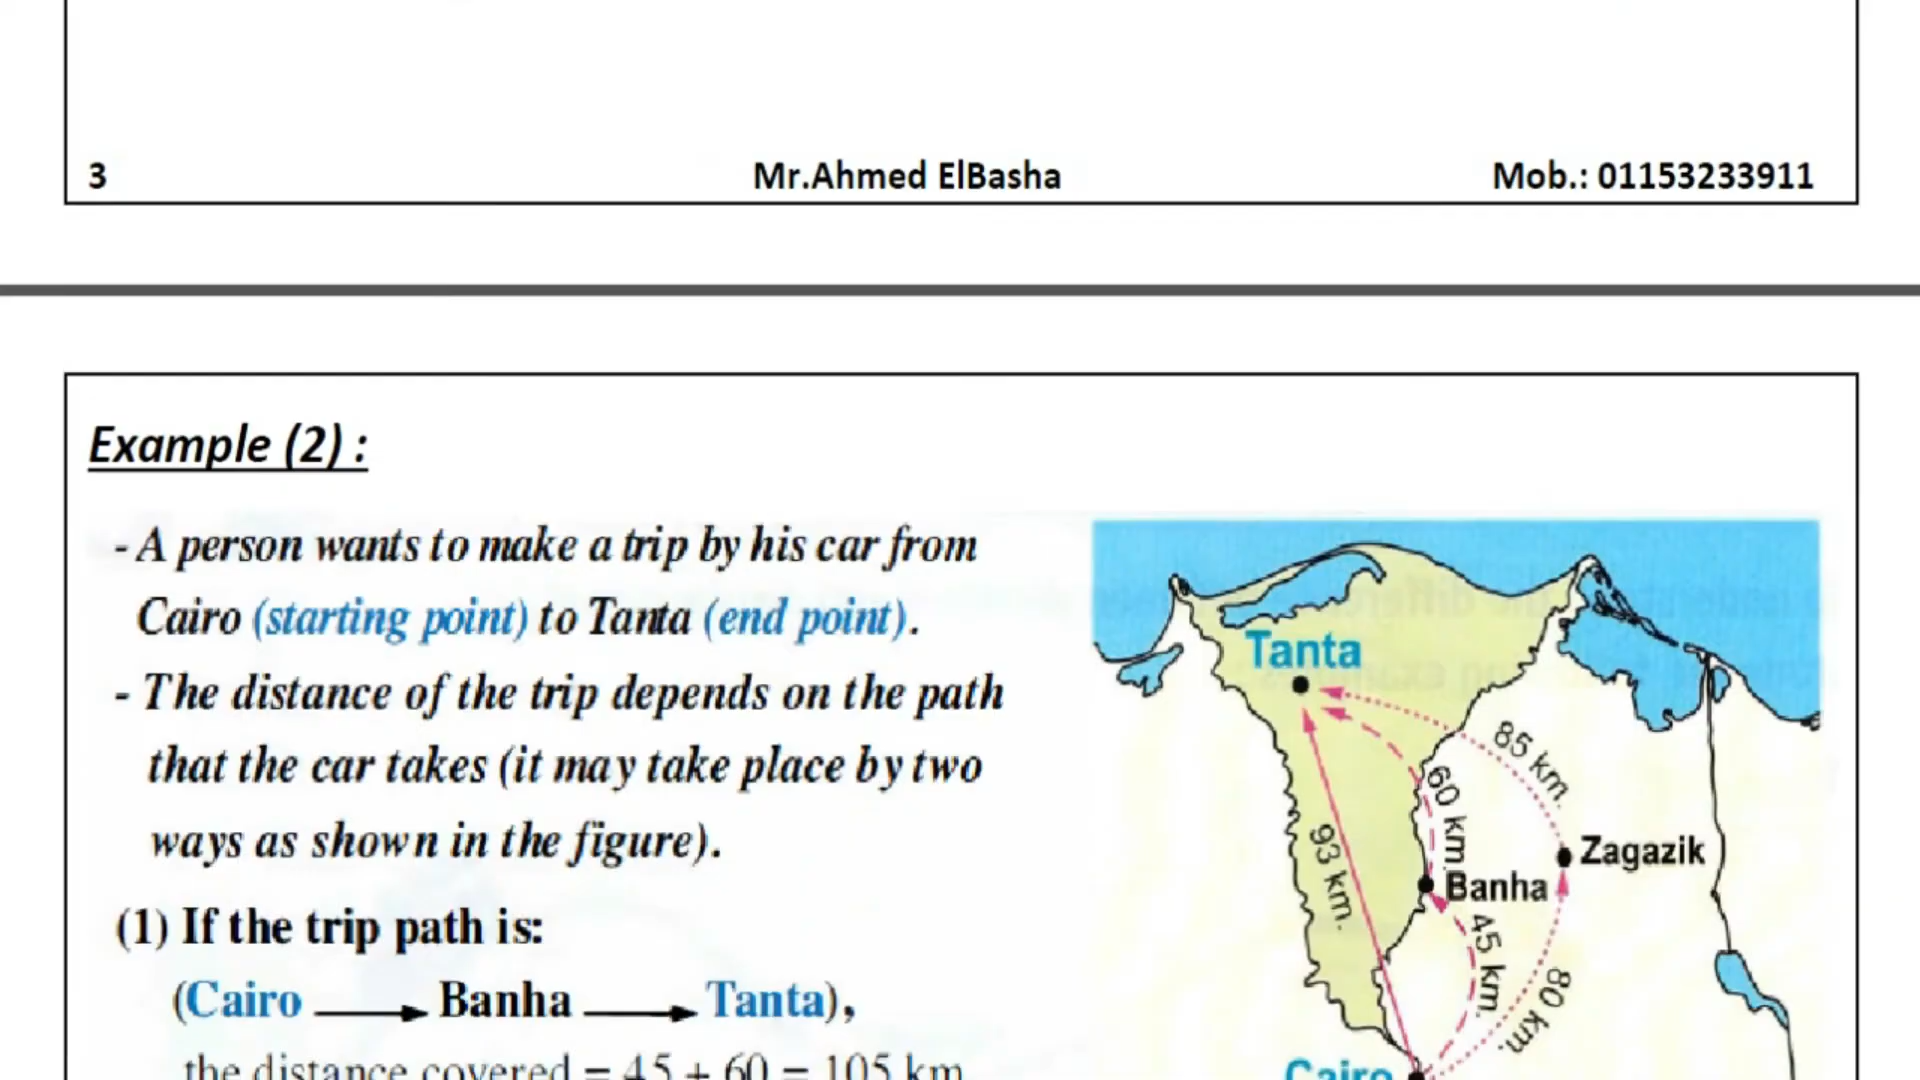 3 Mr.Ahmed ElBasha Mob.: 01153233911
Example (2) :
- A person wants to make a trip by his car from
Cairo (starting point) to Tanta (end point).
- The distance of the trip depends on the path
that the car takes (it may take place by two
ways as shown in the figure).
(1) If the trip path is:
(Cairo → Banha → Tanta),
the distance covered = 45 + 60 = 105 km
Tanta
85 km.
60 km.
93 km.
Zagazik
Banha
45 km.
80 km.
Cairo